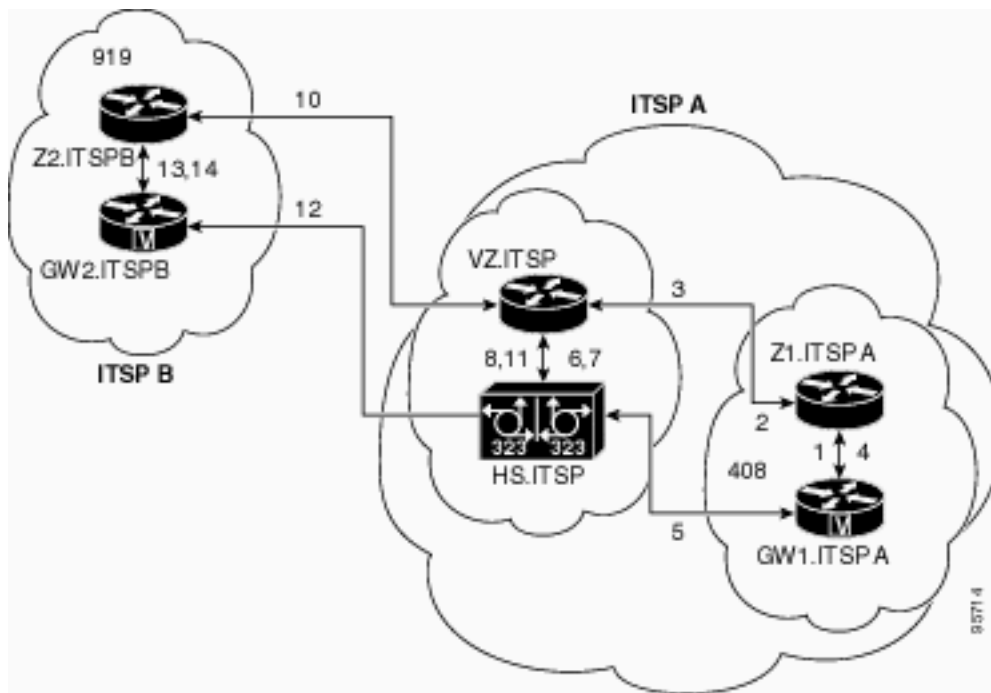 919
10
ITSP A
Z2.ITSPB
13,14
12
GW2.ITSPB
VZ.ITSP
3
ITSP B
8,11
6,7
Z1.ITSPA
2
323
323
1
4
HS.ITSP
408
5
GW1.ITSPA
95714